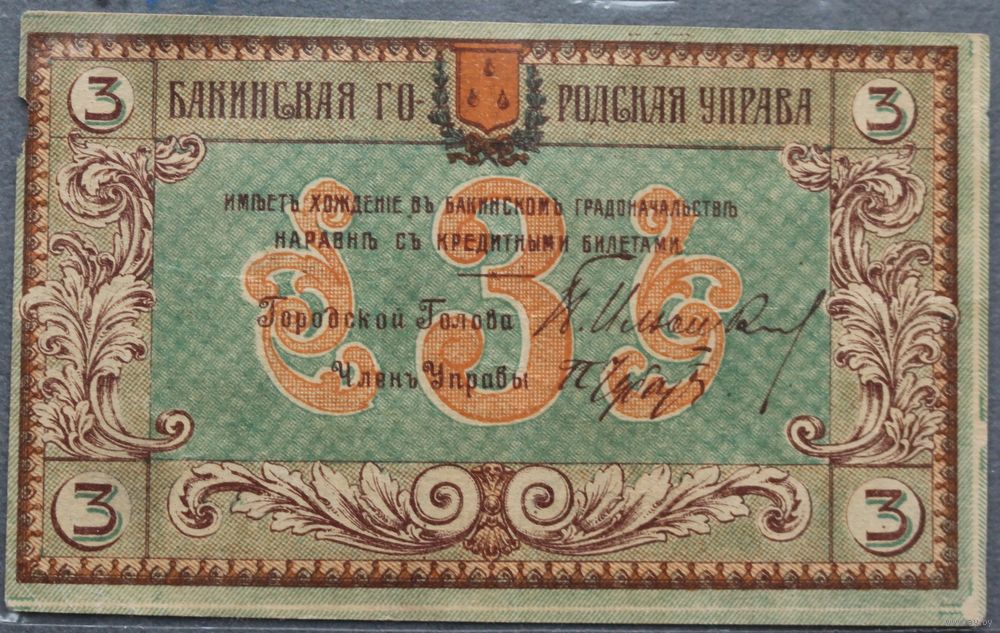 3 БАКИНСКАЯ ГО- РОДСКАЯ УПРАВА 3
ИМѢЕТЪ ХОЖДЕНІЕ ВЪ БАКИНСКОМЪ ГРАДОНАЧАЛЬСТВѢ
НАРАВНѢ СЪ КРЕДИТНЫМИ БИЛЕТАМИ.
3
Городской Голова
Членъ Управы
3 3